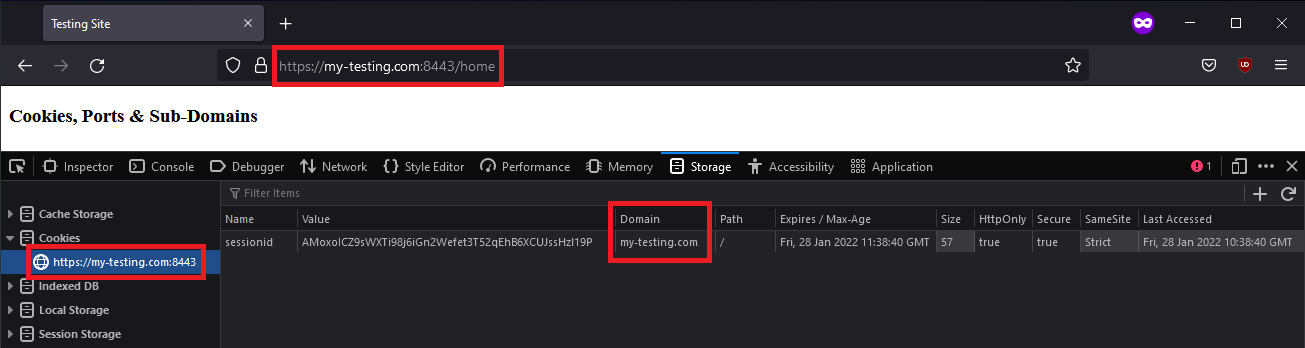 Testing Site
https://my-testing.com:8443/home
Cookies, Ports & Sub-Domains
Inspector Console Debugger Network Style Editor Performance Memory Storage Accessibility Application 1
Filter Items
Cache Storage
Cookies
https://my-testing.com:8443
Indexed DB
Local Storage
Session Storage
Name Value Domain Path Expires / Max-Age Size HttpOnly Secure SameSite Last Accessed
sessionid my-testing.com / Fri, 28 Jan 2022 11:38:40 GMT 57 true true Strict Fri, 28 Jan 2022 10:38:40 GMT